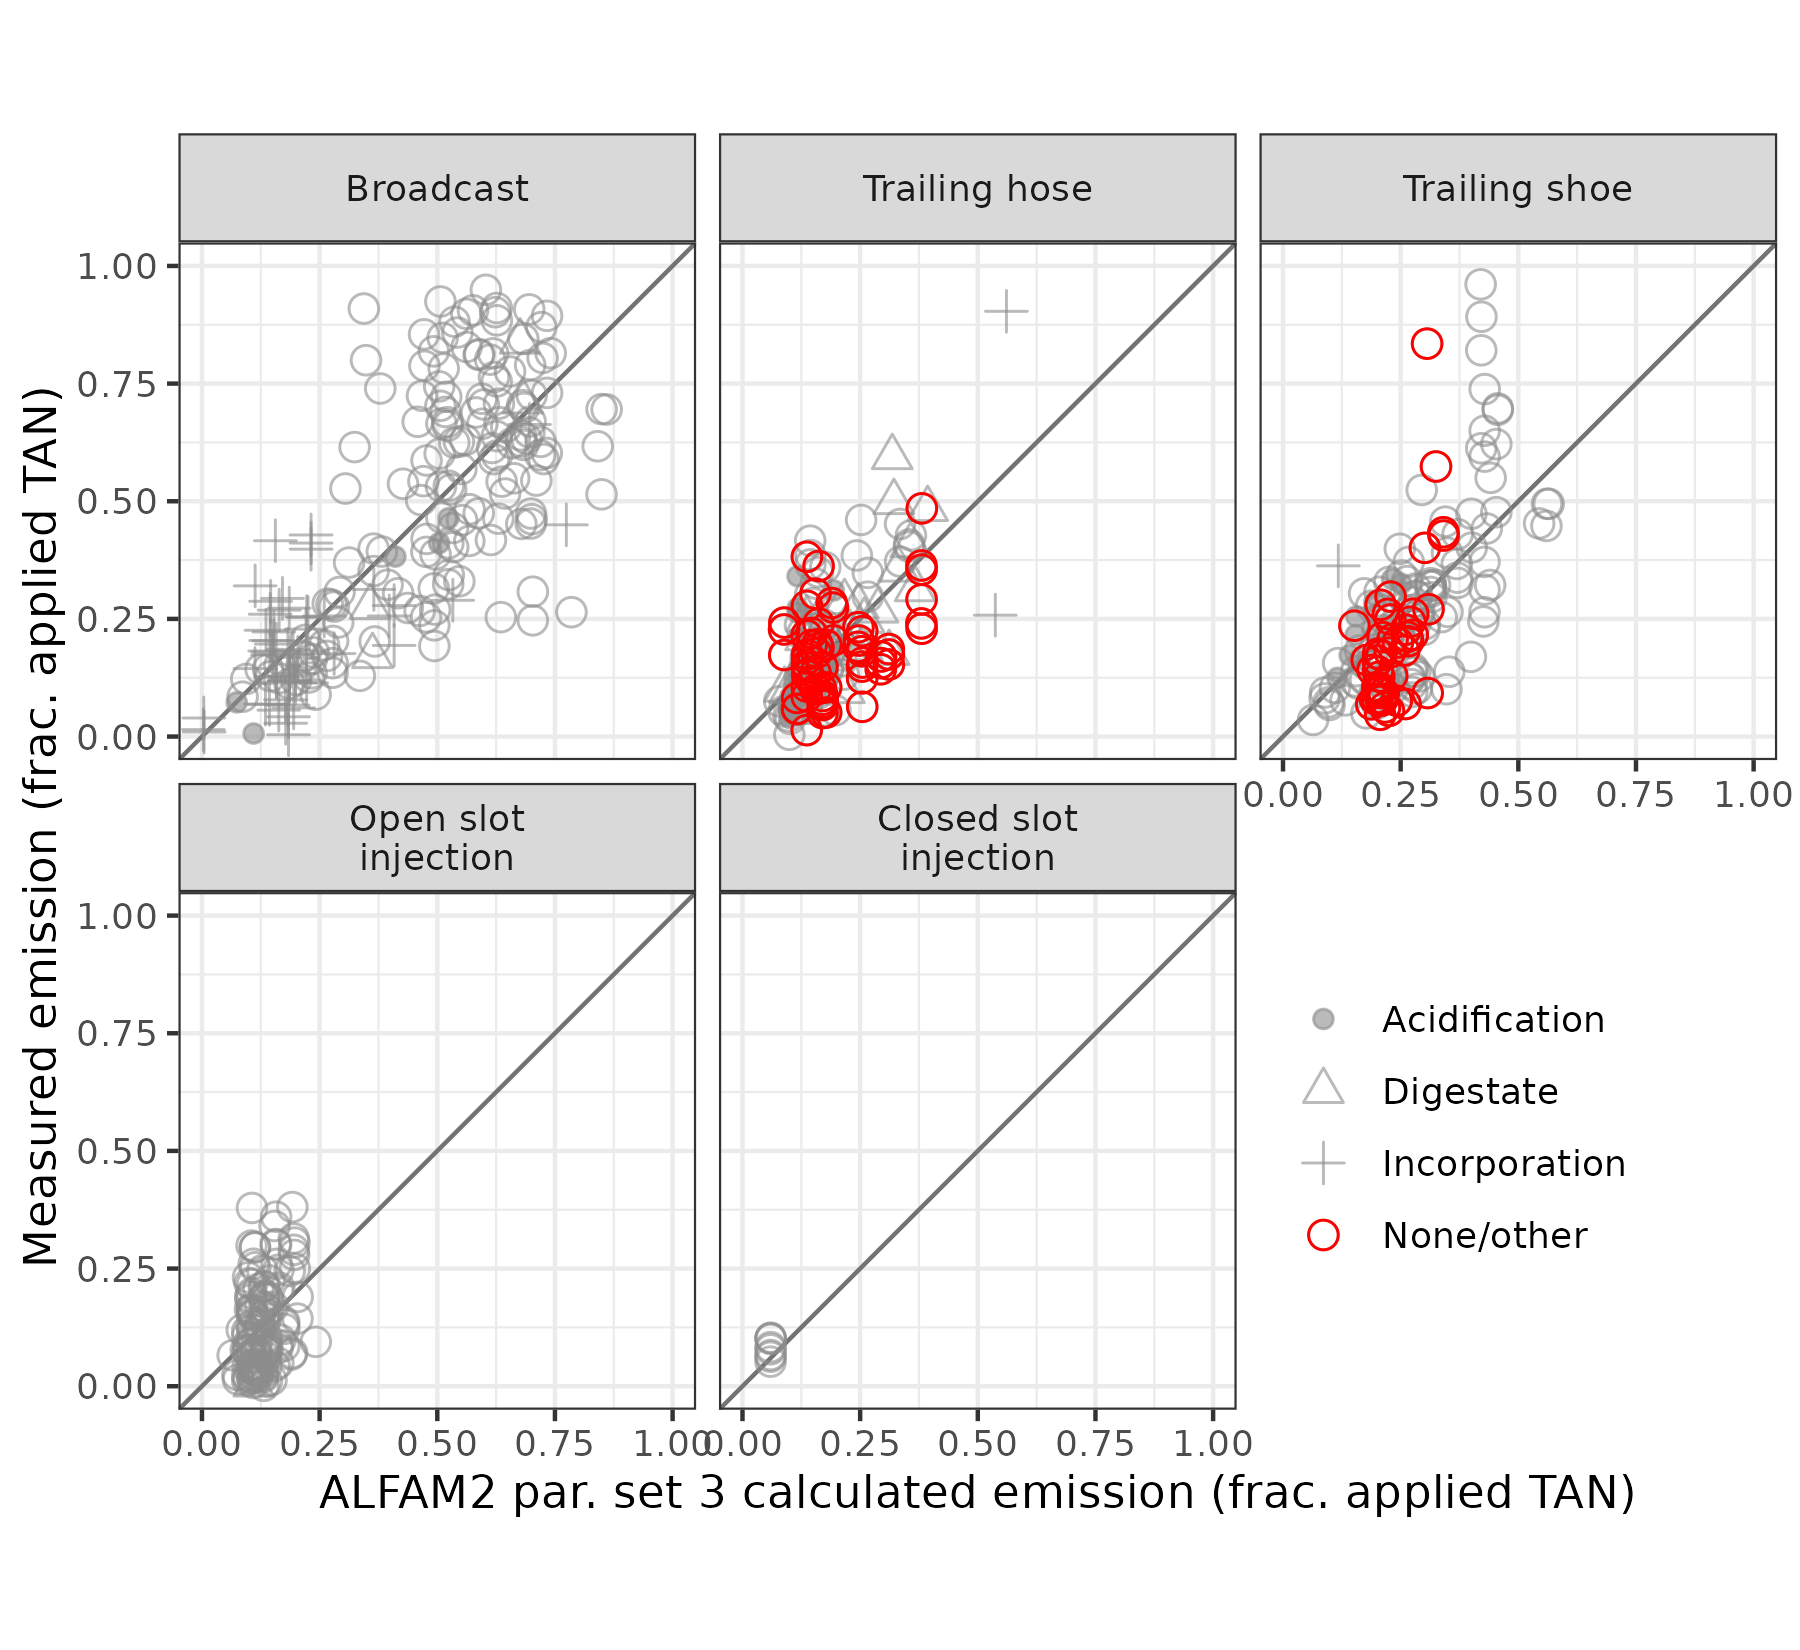 Broadcast
Trailing hose
Trailing shoe
1.00
0.75
0.50
0.25
0.00
0.00 0.25 0.50 0.75 1.00
Open slot
injection
Closed slot
injection
1.00
0.75
0.50
0.25
0.00
0.00 0.25 0.50 0.75 1.00
0.00 0.25 0.50 0.75 1.00
Measured emission (frac. applied TAN)
ALFAM2 par. set 3 calculated emission (frac. applied TAN)
Acidification
Digestate
Incorporation
None/other